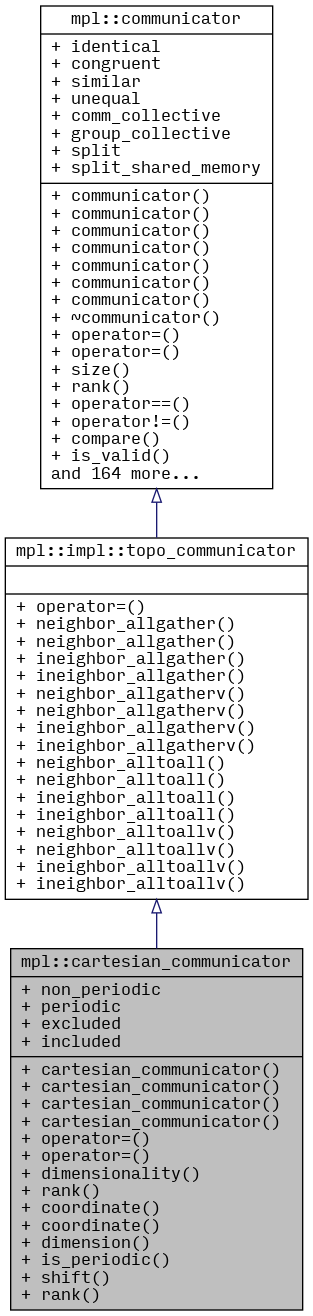 mpl::communicator
+ identical
+ congruent
+ similar
+ unequal
+ comm_collective
+ group_collective
+ split
+ split_shared_memory
+ communicator()
+ communicator()
+ communicator()
+ communicator()
+ communicator()
+ communicator()
+ communicator()
+ ~communicator()
+ operator=()
+ operator=()
+ size()
+ rank()
+ operator==()
+ operator!=()
+ compare()
+ is_valid()
and 164 more...
mpl::impl::topo_communicator
+ operator=()
+ neighbor_allgather()
+ neighbor_allgather()
+ ineighbor_allgather()
+ ineighbor_allgather()
+ neighbor_allgatherv()
+ neighbor_allgatherv()
+ ineighbor_allgatherv()
+ ineighbor_allgatherv()
+ neighbor_alltoall()
+ neighbor_alltoall()
+ ineighbor_alltoall()
+ ineighbor_alltoall()
+ neighbor_alltoallv()
+ neighbor_alltoallv()
+ ineighbor_alltoallv()
+ ineighbor_alltoallv()
mpl::cartesian_communicator
+ non_periodic
+ periodic
+ excluded
+ included
+ cartesian_communicator()
+ cartesian_communicator()
+ cartesian_communicator()
+ cartesian_communicator()
+ operator=()
+ operator=()
+ dimensionality()
+ rank()
+ coordinate()
+ coordinate()
+ dimension()
+ is_periodic()
+ shift()
+ rank()